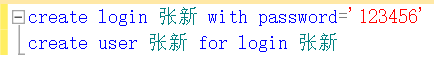 create login 张新 with password='123456'
create user 张新 for login 张新